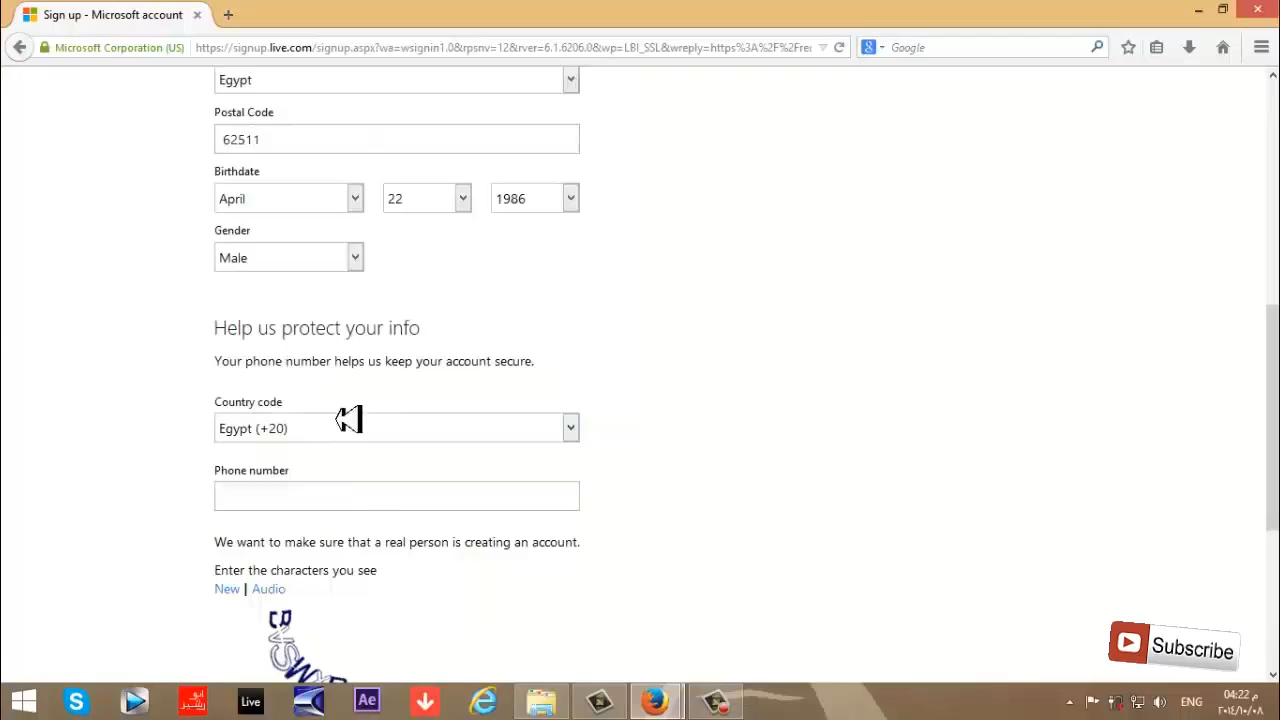 Sign up - Microsoft account
Microsoft Corporation (US)
https://signup.live.com/signup.aspx?wa=wsignin1.0&rpsnv=12&rver=6.1.6206.0&wp=LBI_SSL&wreply=https%3A%2F%2Fre
Google
Egypt
Postal Code
62511
Birthdate
April 22 1986
Gender
Male
Help us protect your info
Your phone number helps us keep your account secure.
Country code
Egypt (+20)
Phone number
We want to make sure that a real person is creating an account.
Enter the characters you see
New | Audio
Subscribe
Live
Ae
ENG
04:22 م
٢٠١٤/١٠/٠٨